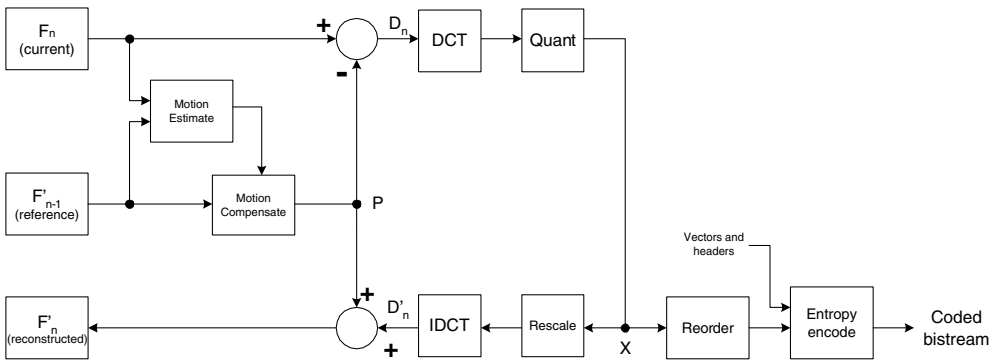 Fn
(current)
+
Dn
DCT
Quant
-
Motion
Estimate
F'n-1
(reference)
Motion
Compensate
P
Vectors and
headers
F'n
(reconstructed)
+
+
D'n
IDCT
Rescale
X
Reorder
Entropy
encode
Coded
bistream